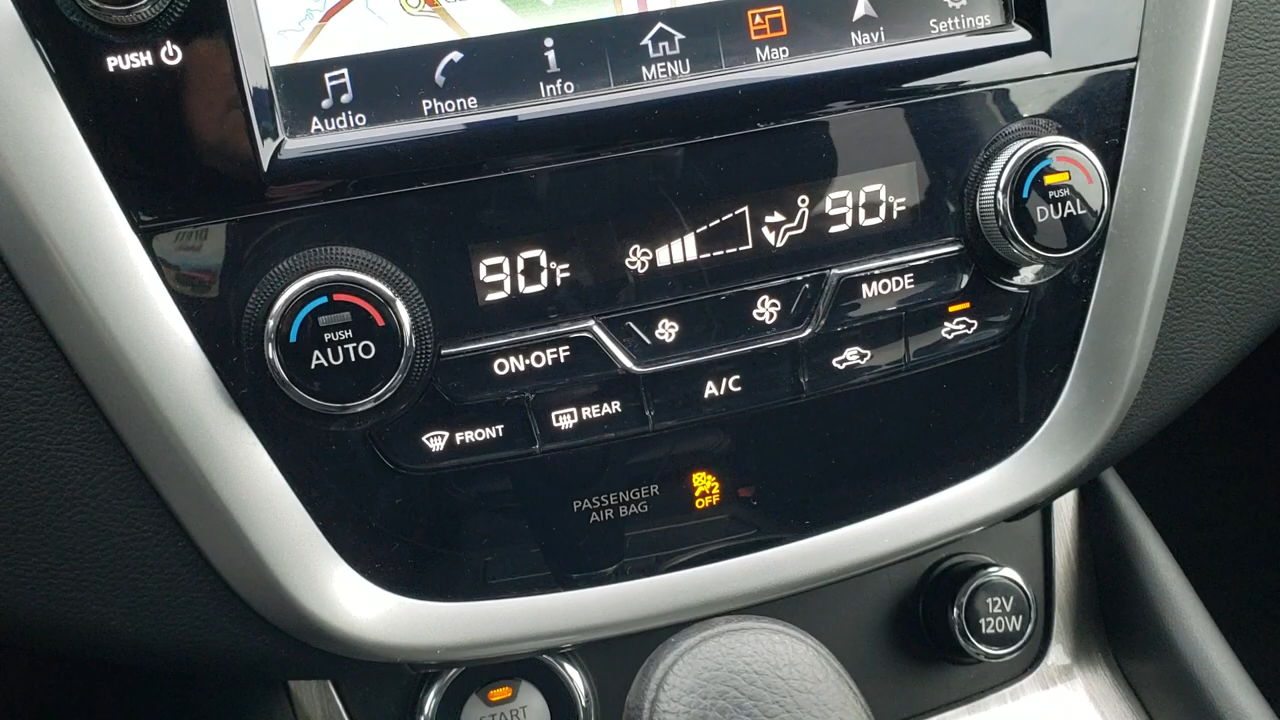 PUSH
Audio
Phone
Info
MENU
Map
Navi
Settings
90°F
90°F
PUSH
DUAL
PUSH
AUTO
ON·OFF
MODE
A/C
FRONT
REAR
PASSENGER
AIR BAG
2
OFF
12V
120W
START